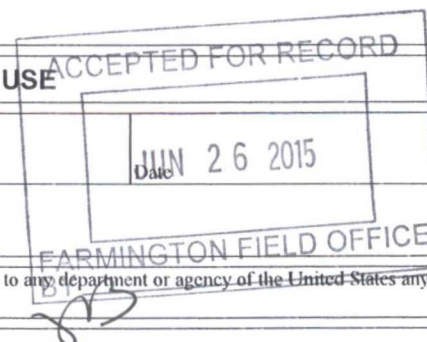 ACCEPTED FOR RECORD
USE
Date JUN 26 2015
FARMINGTON FIELD OFFICE
to any department or agency of the United States any
BY